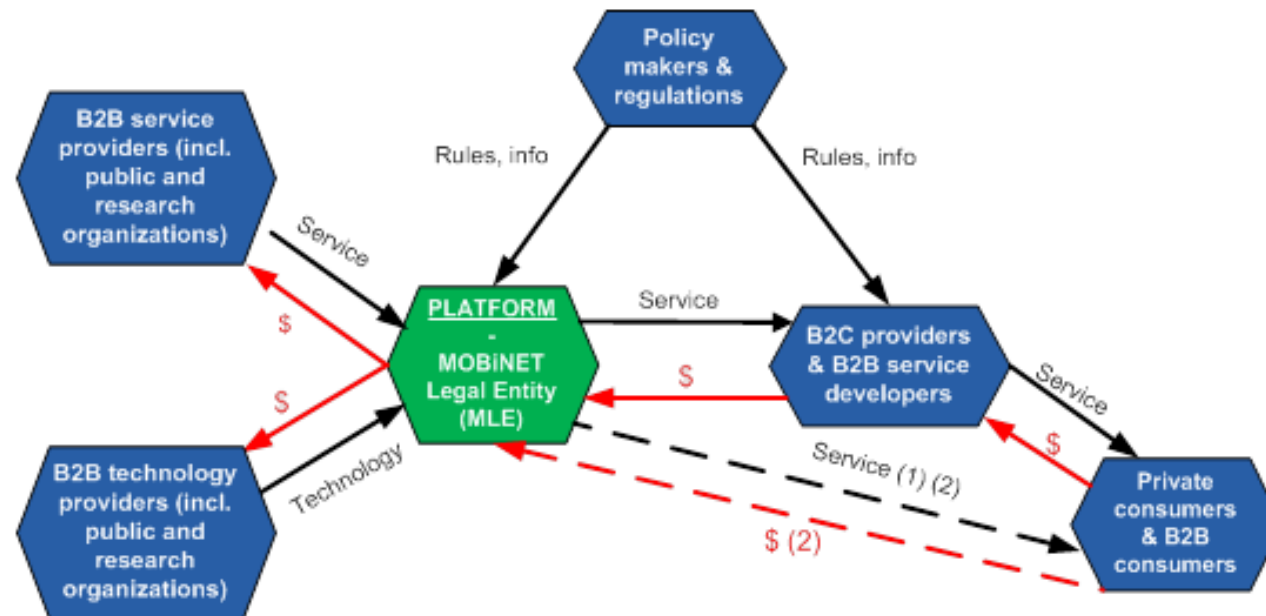 Policy
makers &
regulations
B2B service
providers (incl.
public and
research
organizations)
Rules, info
Rules, info
Service
$
PLATFORM
-
MOBiNET
Legal Entity
(MLE)
Service
$
B2C providers
& B2B service
developers
Service
$
$
Technology
B2B technology
providers (incl.
public and
research
organizations)
Service (1) (2)
$ (2)
Private
consumers
& B2B
consumers